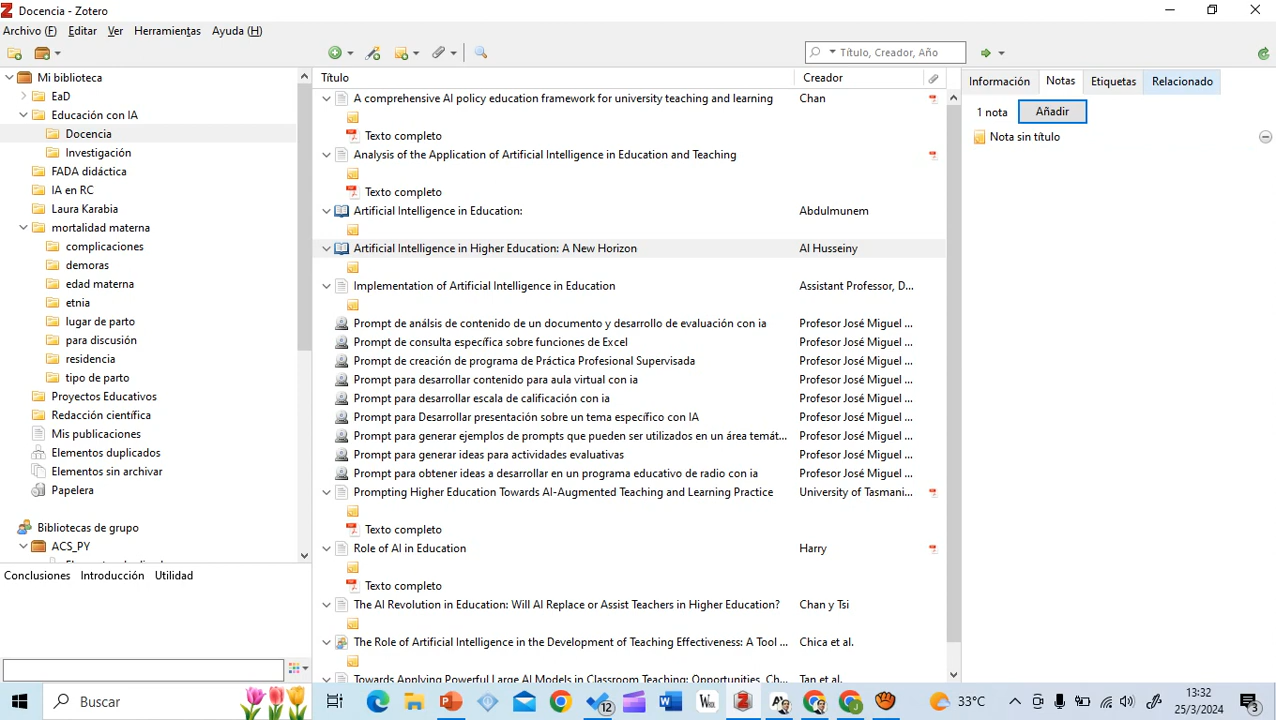 Docencia - Zotero
Archivo (F) Editar Ver Herramientas Ayuda (H)
Título, Creador, Año
Mi biblioteca
EaD
Educación con IA
Docencia
Investigación
FADA didáctica
IA en RC
Laura Karabia
mortalidad materna
complicaciones
demoras
edad materna
etnia
lugar de parto
para discusión
residencia
tipo de parto
Proyectos Educativos
Redacción científica
Mis publicaciones
Elementos duplicados
Elementos sin archivar
Papelera
Bibliotecas de grupo
ACS_PY
Conclusiones Introducción Utilidad
Título Creador
A comprehensive AI policy education framework for university teaching and learning Chan
Texto completo
Analysis of the Application of Artificial Intelligence in Education and Teaching
Texto completo
Artificial Intelligence in Education: Abdulmunem
Artificial Intelligence in Higher Education: A New Horizon Al Husseiny
Implementation of Artificial Intelligence in Education Assistant Professor, D...
Prompt de análsis de contenido de un documento y desarrollo de evaluación con ia Profesor José Miguel ...
Prompt de consulta específica sobre funciones de Excel Profesor José Miguel ...
Prompt de creación de programa de Práctica Profesional Supervisada Profesor José Miguel ...
Prompt para desarrollar contenido para aula virtual con ia Profesor José Miguel ...
Prompt para desarrollar escala de calificación con ia Profesor José Miguel ...
Prompt para Desarrollar presentación sobre un tema específico con IA Profesor José Miguel ...
Prompt para generar ejemplos de prompts que pueden ser utilizados en un área temát... Profesor José Miguel ...
Prompt para generar ideas para actividades evaluativas Profesor José Miguel ...
Prompt para obtener ideas a desarrollar en un programa educativo de radio con ia Profesor José Miguel ...
Prompting Higher Education Towards AI-Augmented Teaching and Learning Practice University of Tasmani...
Texto completo
Role of AI in Education Harry
Texto completo
The AI Revolution in Education: Will AI Replace or Assist Teachers in Higher Education? Chan y Tsi
The Role of Artificial Intelligence in the Development of Teaching Effectiveness: A Tool ... Chica et al.
Towards Applying Powerful Large AI Models in Classroom Teaching: Opportunities, Ch... Tan et al.
Información Notas Etiquetas Relacionado
1 nota Añadir
Nota sin título
Buscar
12
33°C
13:32
25/3/2024
3